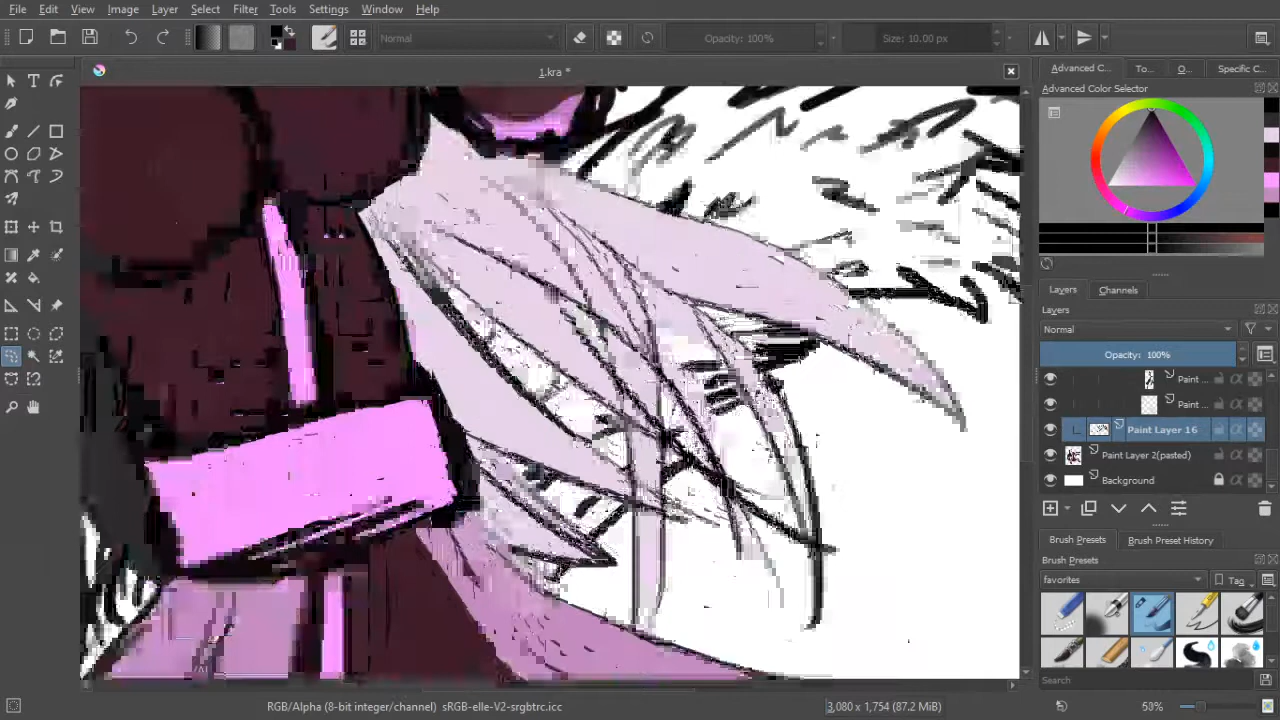 File Edit View Image Layer Select Filter Tools Settings Window Help
Normal Opacity: 100% Size: 10.00 px
1.kra *
Advanced C... To... O... Specific C...
Advanced Color Selector
Layers Channels
Layers
Normal
Opacity: 100%
Paint ...
Paint ...
Paint Layer 16
Paint Layer 2(pasted)
Background
Brush Presets Brush Preset History
Brush Presets
favorites Tag
Search
RGB/Alpha (8-bit integer/channel) sRGB-elle-V2-srgbtrc.icc 3,080 x 1,754 (87.2 MiB) 53%